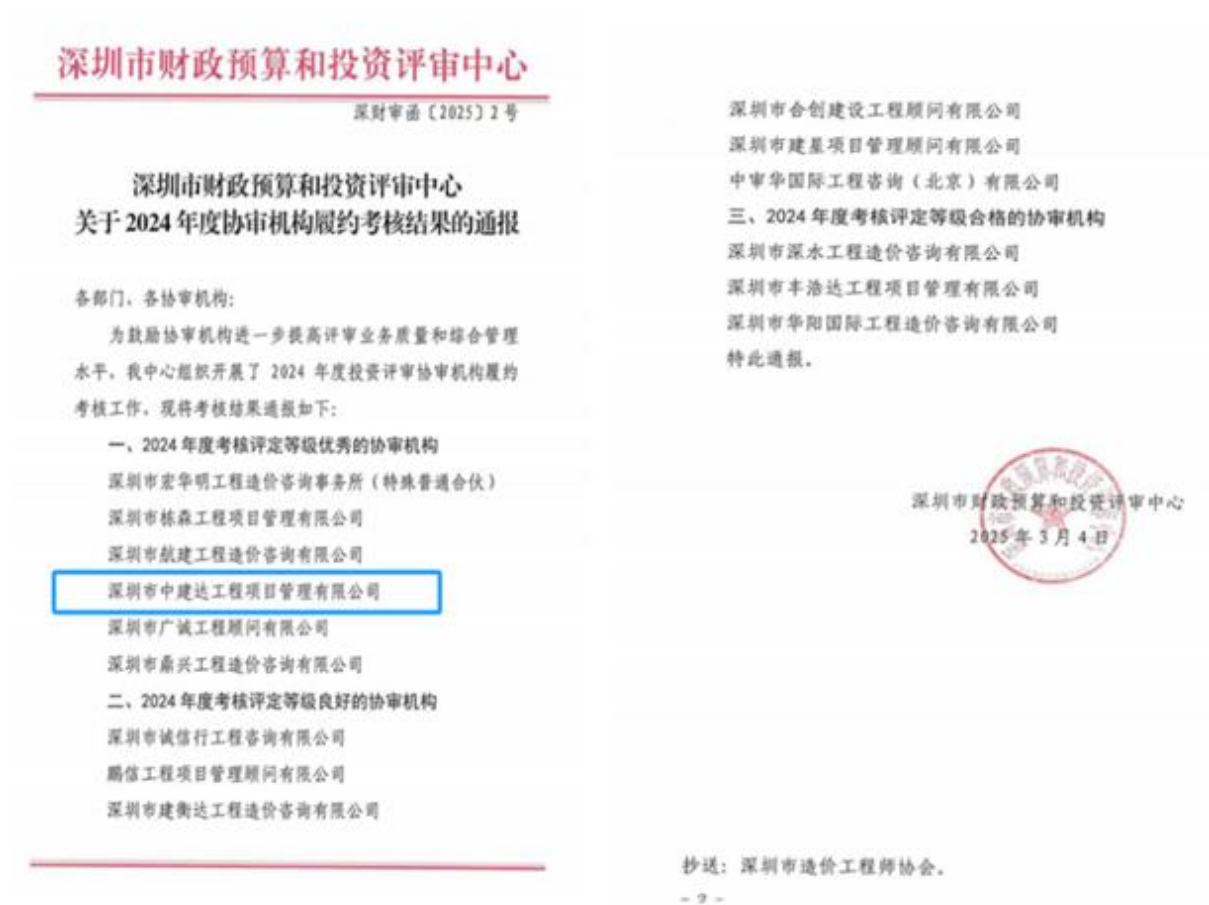 深圳市财政预算和投资评审中心
深财审函〔2025〕2号
深圳市财政预算和投资评审中心
关于2024年度协审机构履约考核结果的通报
各部门、各协审机构:
为鼓励协审机构进一步提高评审业务质量和综合管理
水平,我中心组织开展了 2024 年度投资评审协审机构履约
考核工作,现将考核结果通报如下:
一、2024年度考核评定等级优秀的协审机构
深圳市宏华明工程造价咨询事务所(特殊普通合伙)
深圳市栋森工程项目管理有限公司
深圳市航建工程造价咨询有限公司
深圳市中建达工程项目管理有限公司
深圳市广诚工程顾问有限公司
深圳市鼎兴工程造价咨询有限公司
二、2024年度考核评定等级良好的协审机构
深圳市诚信行工程咨询有限公司
鹏信工程项目管理顾问有限公司
深圳市建衡达工程造价咨询有限公司
深圳市合创建设工程顾问有限公司
深圳市建星项目管理顾问有限公司
中审华国际工程咨询(北京)有限公司
三、2024年度考核评定等级合格的协审机构
深圳市深水工程造价咨询有限公司
深圳市丰浩达工程项目管理有限公司
深圳市华阳国际工程造价咨询有限公司
特此通报。
深圳市财政预算和投资评审中心
2025年3月4日
抄送:深圳市造价工程师协会。
- 2 -